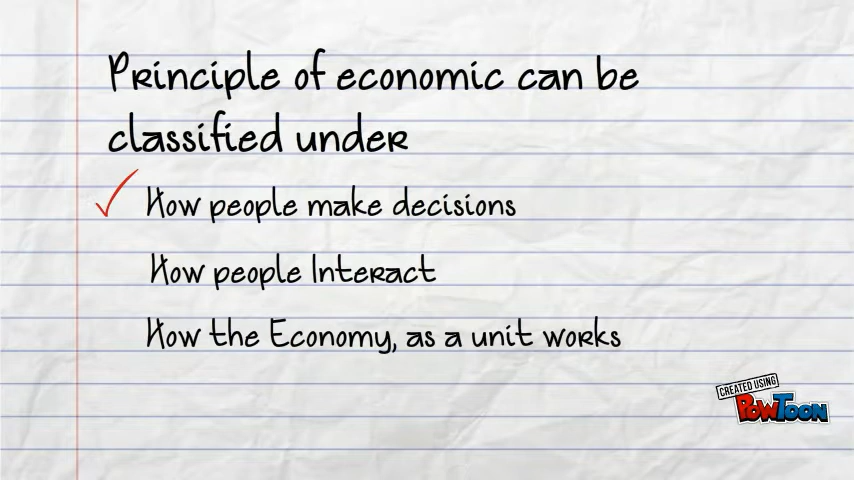 Principle of economic can be
classified under
How people make decisions
How people Interact
How the Economy, as a unit works
CREATED USING
PowToon